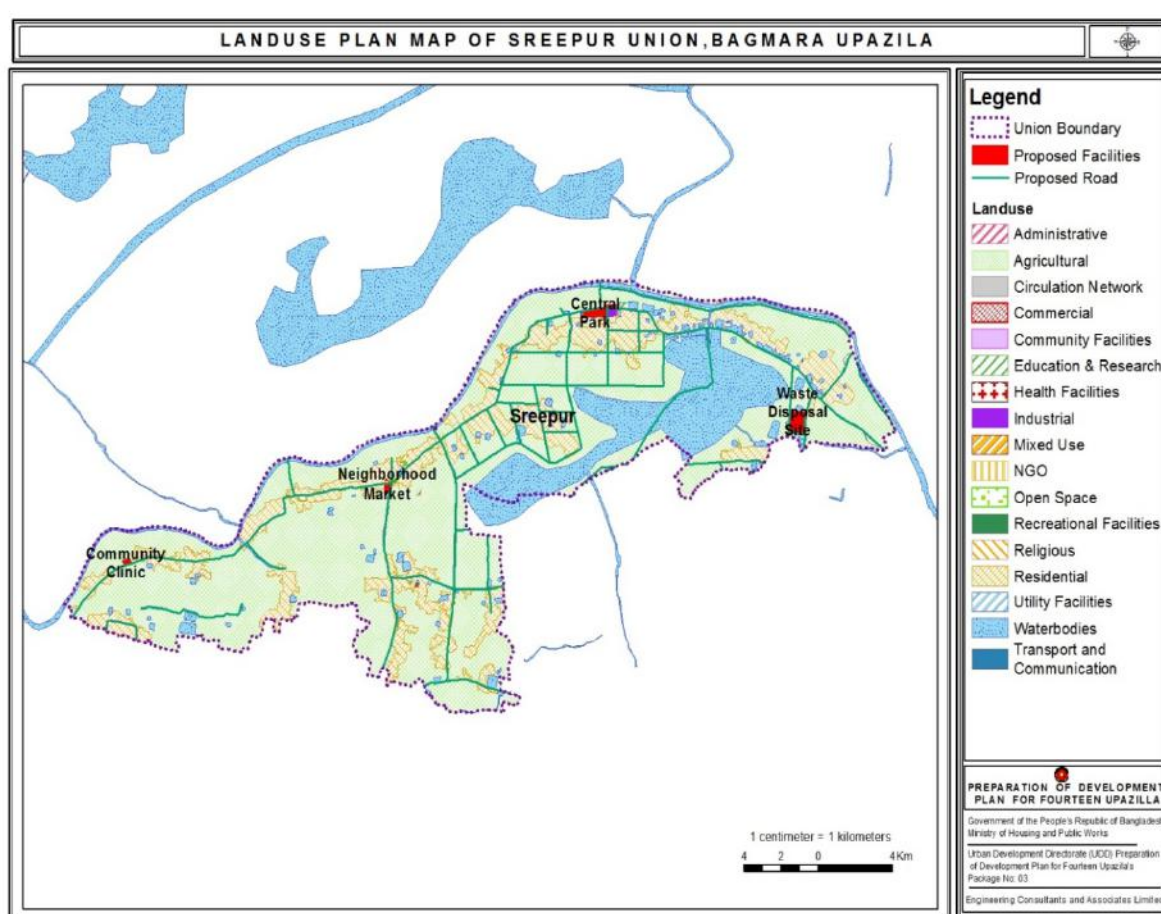 LANDUSE PLAN MAP OF SREEPUR UNION,BAGMARA UPAZILA
Central
Park
Waste
Disposal
Site
Sreepur
Neighborhood
Market
Community
Clinic
1 centimeter = 1 kilometers
4 2 0 4Km
Legend
Union Boundary
Proposed Facilities
Proposed Road
Landuse
Administrative
Agricultural
Circulation Network
Commercial
Community Facilities
Education & Research
Health Facilities
Industrial
Mixed Use
NGO
Open Space
Recreational Facilities
Religious
Residential
Utility Facilities
Waterbodies
Transport and
Communication
PREPARATION OF DEVELOPMENT
PLAN FOR FOURTEEN UPAZILLA
Government of the People's Republic of Bangladesh
Ministry of Housing and Public Works
Urban Development Directorate (UDD) Preparation
of Development Plan for Fourteen Upazila's
Package No: 03
Engineering Consultants and Associates Limited